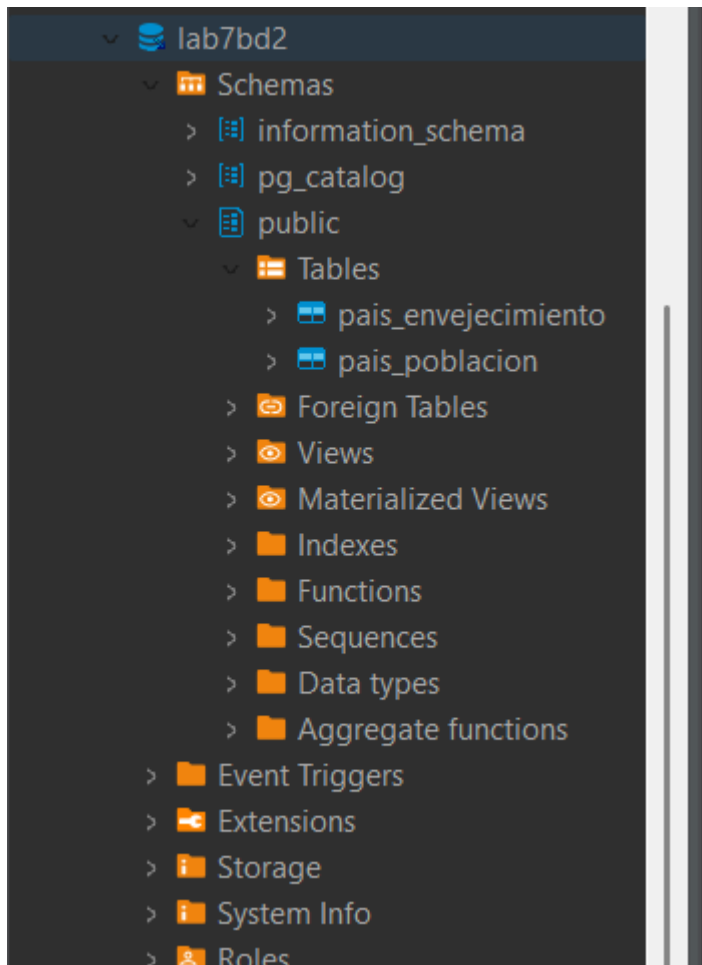 lab7bd2
Schemas
information_schema
pg_catalog
public
Tables
pais_envejecimiento
pais_poblacion
Foreign Tables
Views
Materialized Views
Indexes
Functions
Sequences
Data types
Aggregate functions
Event Triggers
Extensions
Storage
System Info
Roles